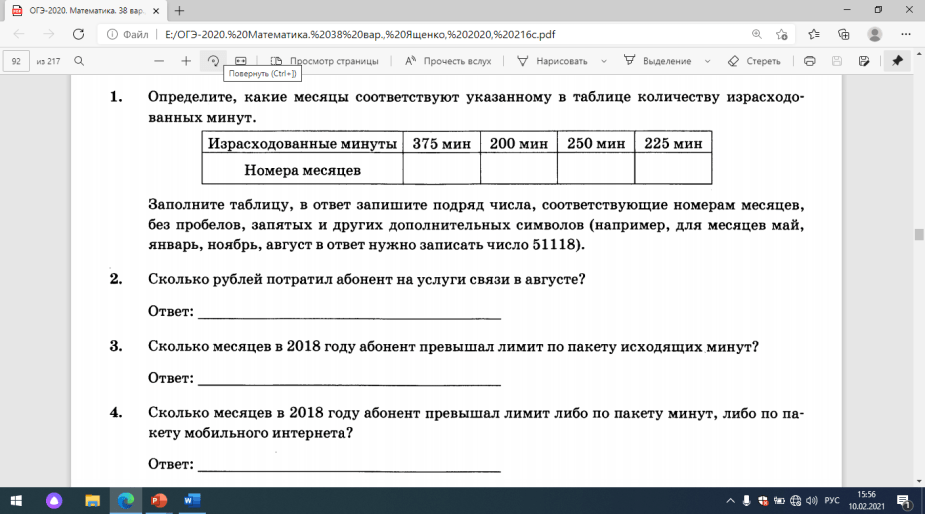 ОГЭ-2020. Математика. 38 вар.
Файл
E:/ОГЭ-2020.%20Математика.%2038%20вар.,%20Ященко,%202020,%20216с.pdf
92 из 217
Просмотр страницы
Прочесть вслух
Нарисовать
Выделение
Стереть
Повернуть (Ctrl+])
1. Определите, какие месяцы соответствуют указанному в таблице количеству израсходо-
ванных минут.
Израсходованные минуты 375 мин 200 мин 250 мин 225 мин
Номера месяцев
Заполните таблицу, в ответ запишите подряд числа, соответствующие номерам месяцев,
без пробелов, запятых и других дополнительных символов (например, для месяцев май,
январь, ноябрь, август в ответ нужно записать число 51118).
2. Сколько рублей потратил абонент на услуги связи в августе?
Ответ:
3. Сколько месяцев в 2018 году абонент превышал лимит по пакету исходящих минут?
Ответ:
4. Сколько месяцев в 2018 году абонент превышал лимит либо по пакету минут, либо по па-
кету мобильного интернета?
Ответ:
РУС
15:56
10.02.2021